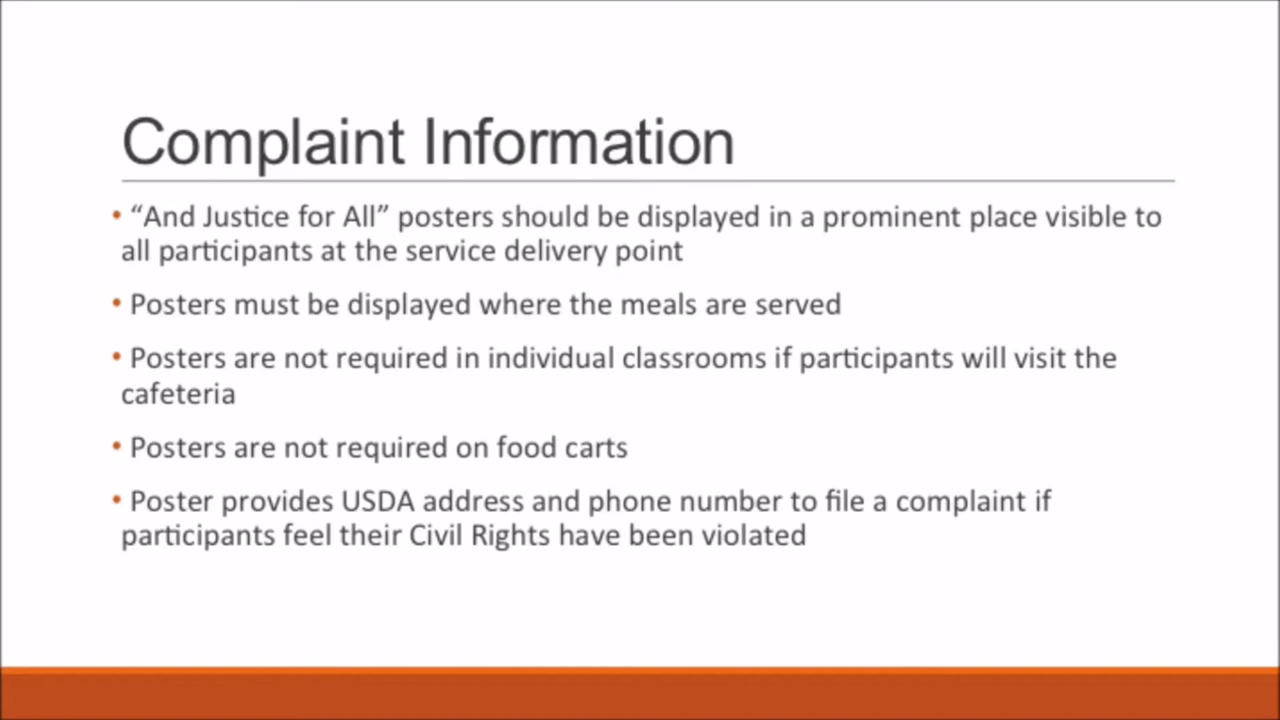 Complaint Information
• “And Justice for All” posters should be displayed in a prominent place visible to
all participants at the service delivery point
• Posters must be displayed where the meals are served
• Posters are not required in individual classrooms if participants will visit the
cafeteria
• Posters are not required on food carts
• Poster provides USDA address and phone number to file a complaint if
participants feel their Civil Rights have been violated